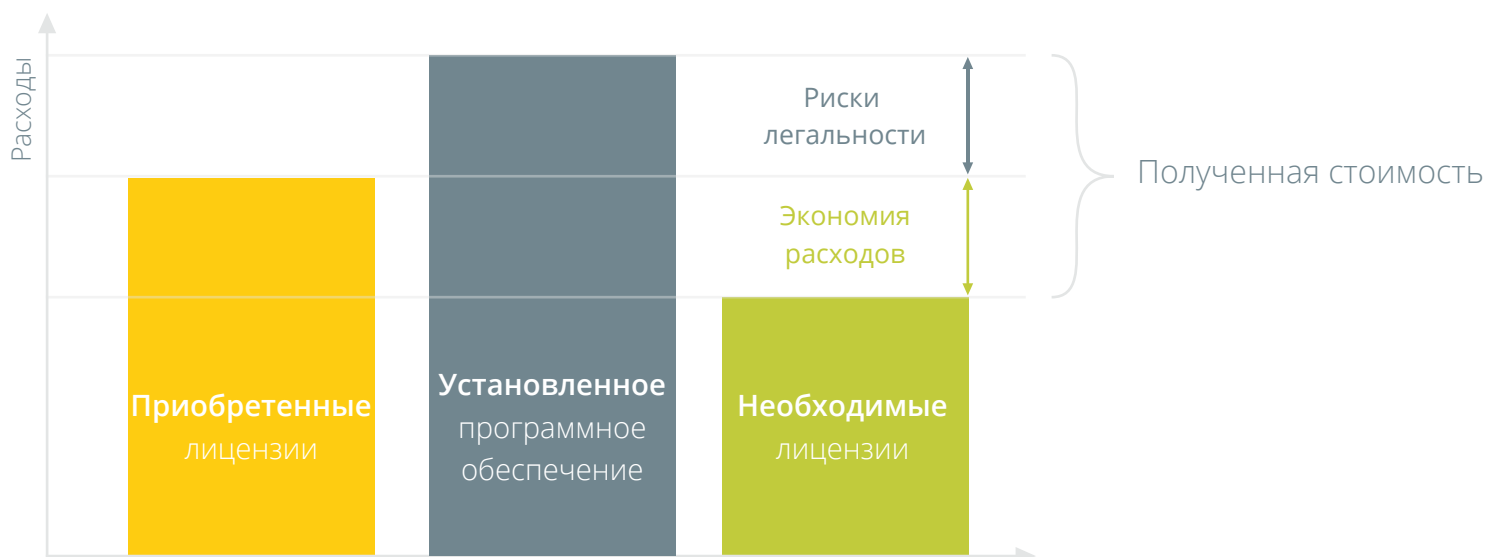 Расходы
Риски
легальности
Полученная стоимость
Экономия
расходов
Приобретенные
лицензии
Установленное
программное
обеспечение
Необходимые
лицензии